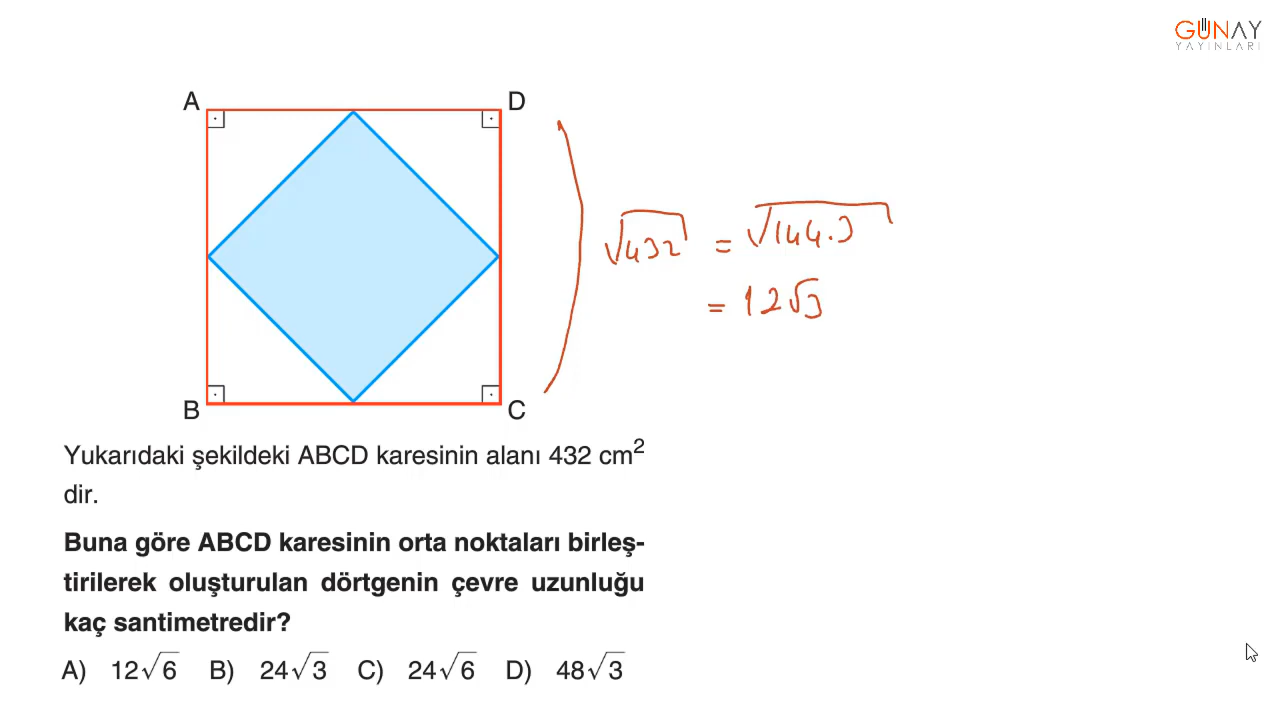 GÜNAY
YAYINLARI
A
D
B
C
√432 = √144.3
= 12√3
Yukarıdaki şekildeki ABCD karesinin alanı 432 cm²
dir.
Buna göre ABCD karesinin orta noktaları birleş-
tirilerek oluşturulan dörtgenin çevre uzunluğu
kaç santimetredir?
A) 12√6 B) 24√3 C) 24√6 D) 48√3